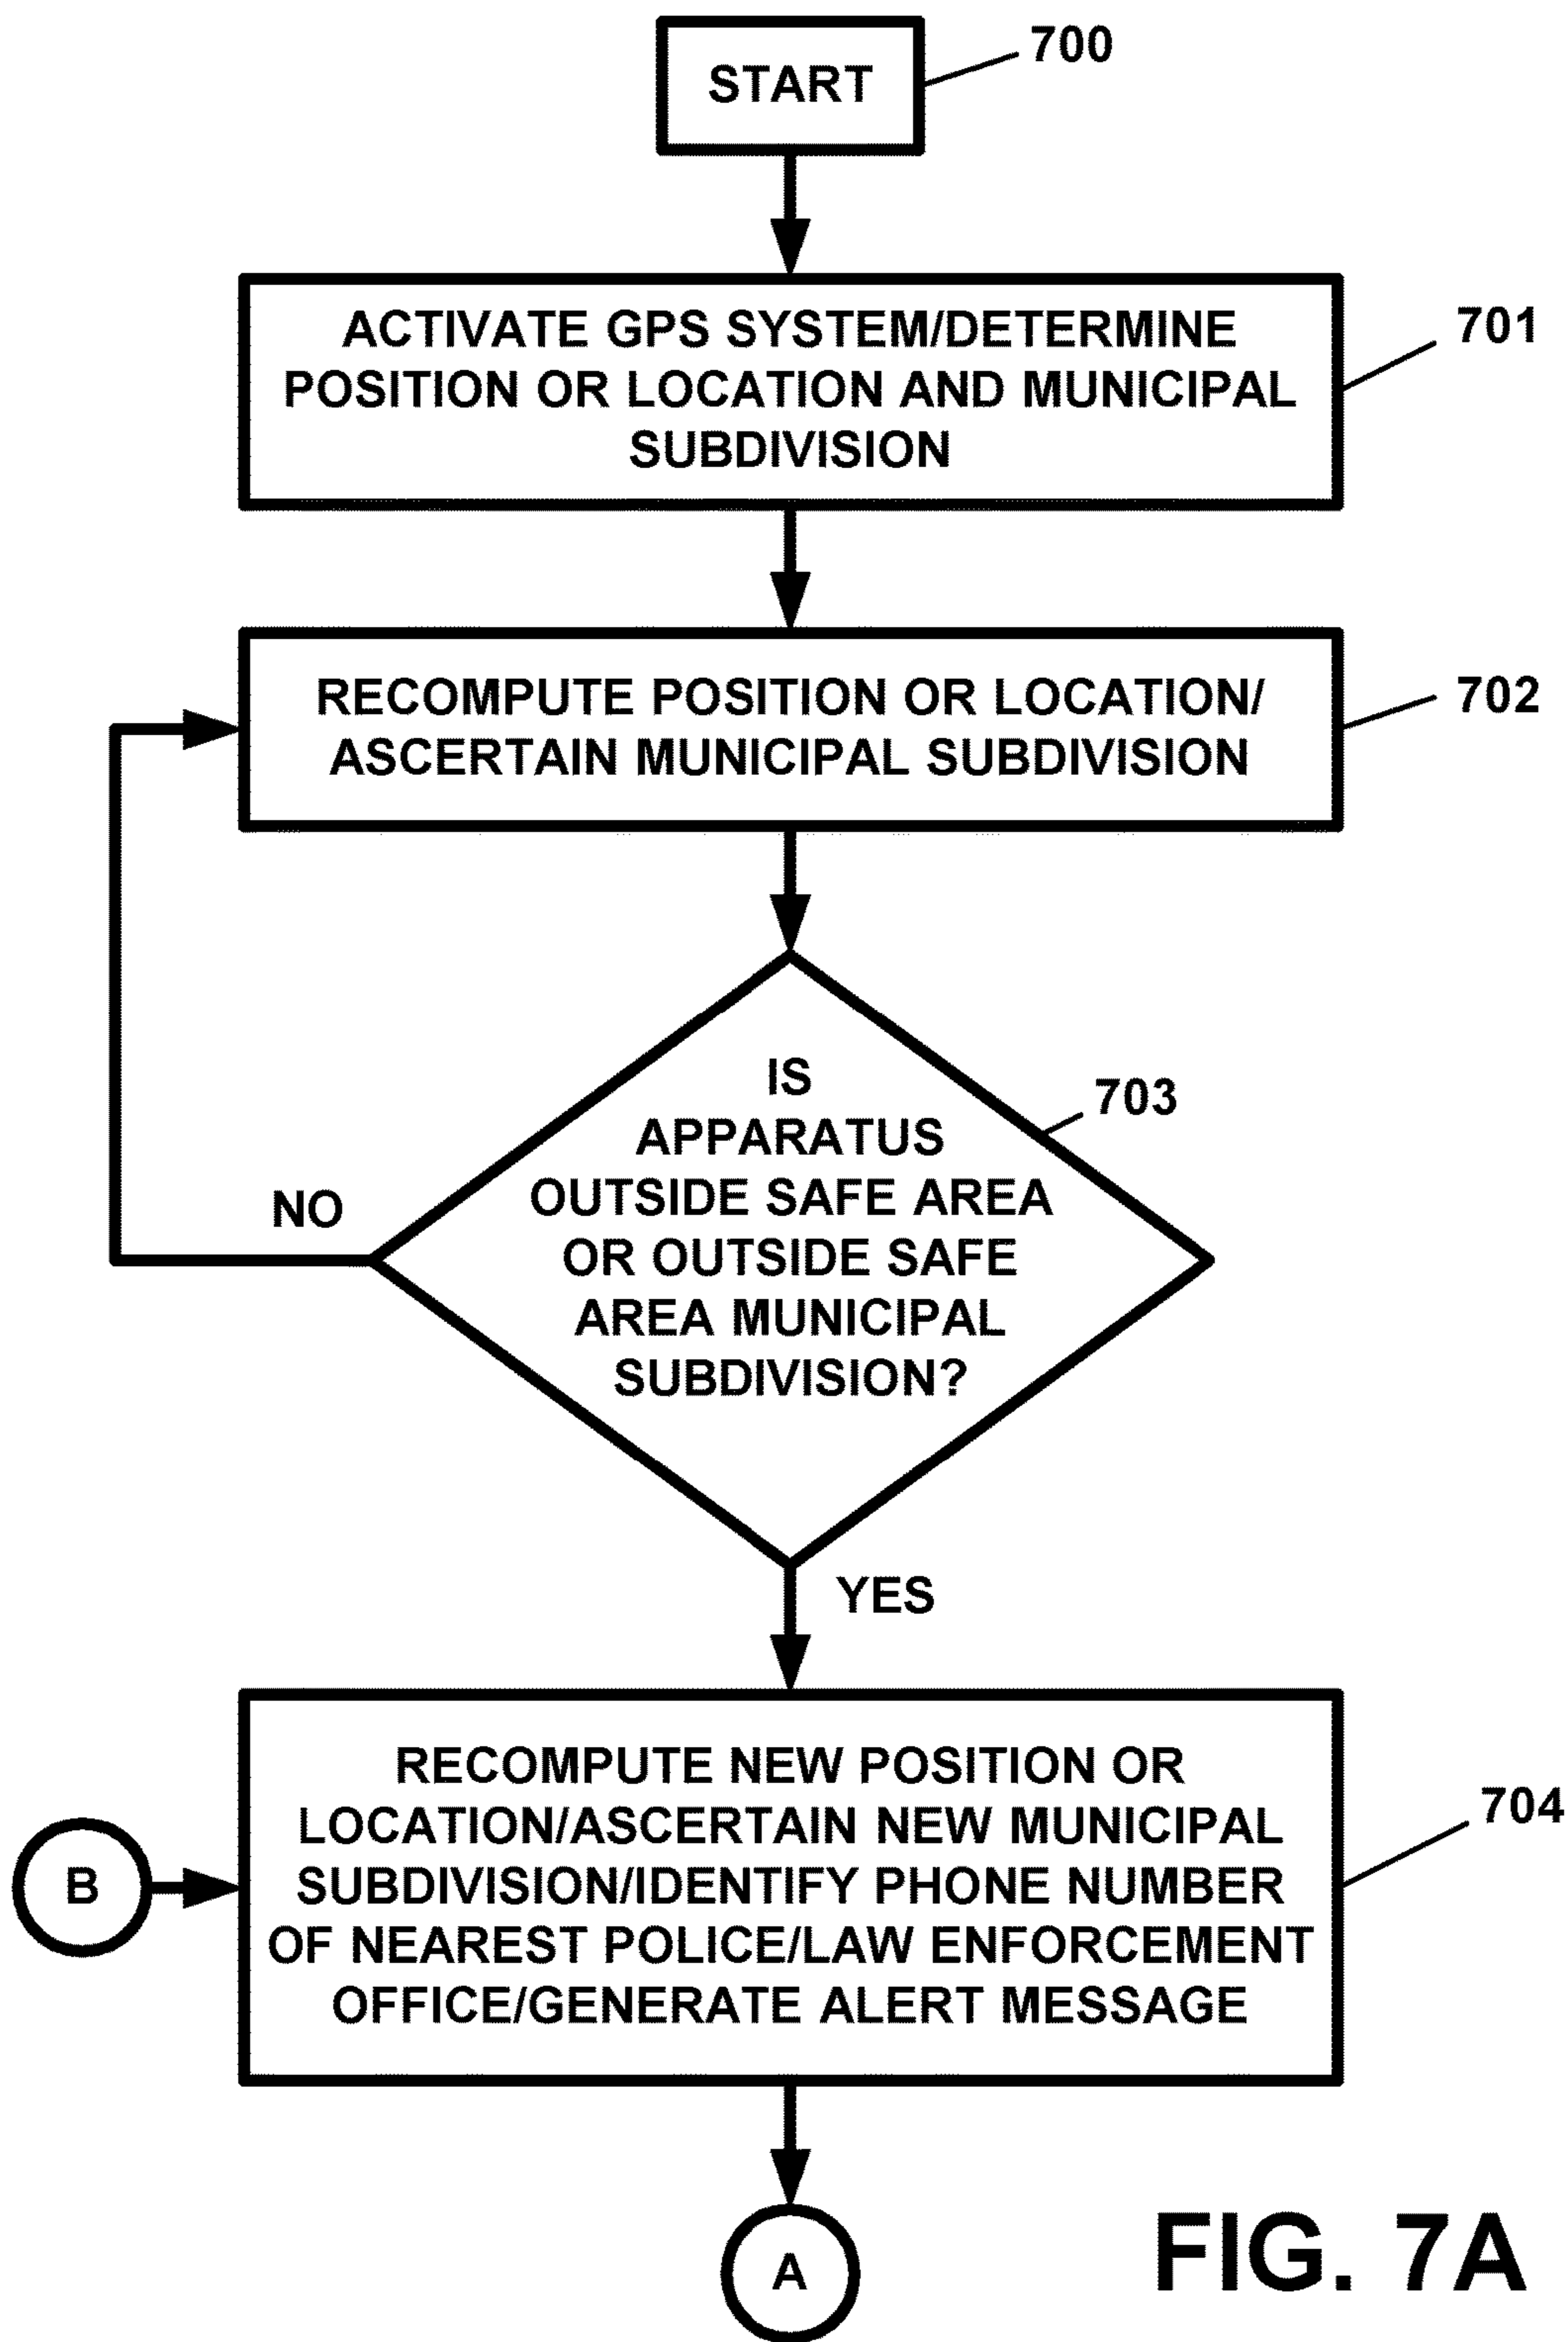 START
700
ACTIVATE GPS SYSTEM/DETERMINE
POSITION OR LOCATION AND MUNICIPAL
SUBDIVISION
701
RECOMPUTE POSITION OR LOCATION/
ASCERTAIN MUNICIPAL SUBDIVISION
702
IS
APPARATUS
OUTSIDE SAFE AREA
OR OUTSIDE SAFE
AREA MUNICIPAL
SUBDIVISION?
703
NO
YES
RECOMPUTE NEW POSITION OR
LOCATION/ASCERTAIN NEW MUNICIPAL
SUBDIVISION/IDENTIFY PHONE NUMBER
OF NEAREST POLICE/LAW ENFORCEMENT
OFFICE/GENERATE ALERT MESSAGE
704
B
A
FIG. 7A